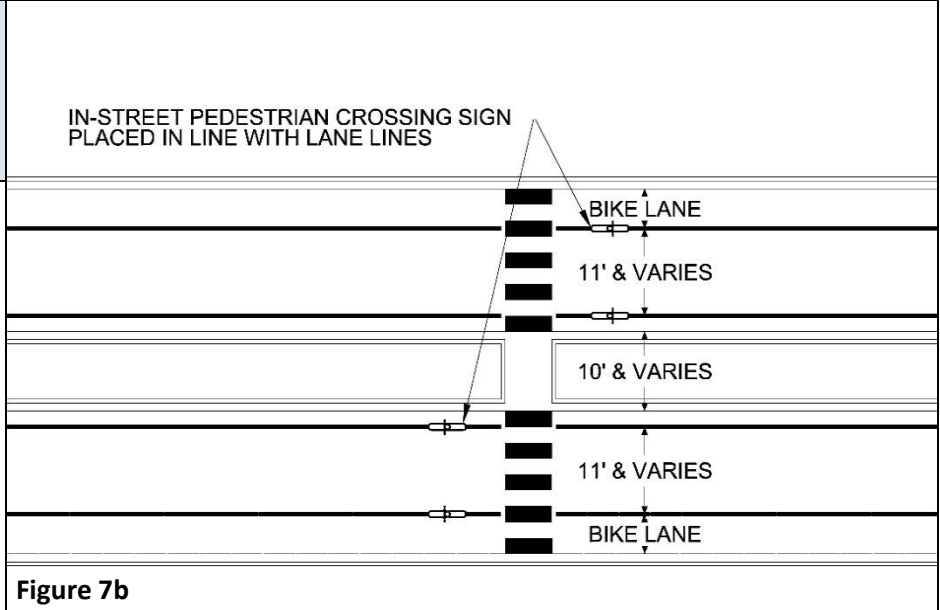 IN-STREET PEDESTRIAN CROSSING SIGN
PLACED IN LINE WITH LANE LINES
BIKE LANE
11' & VARIES
10' & VARIES
11' & VARIES
BIKE LANE
Figure 7b